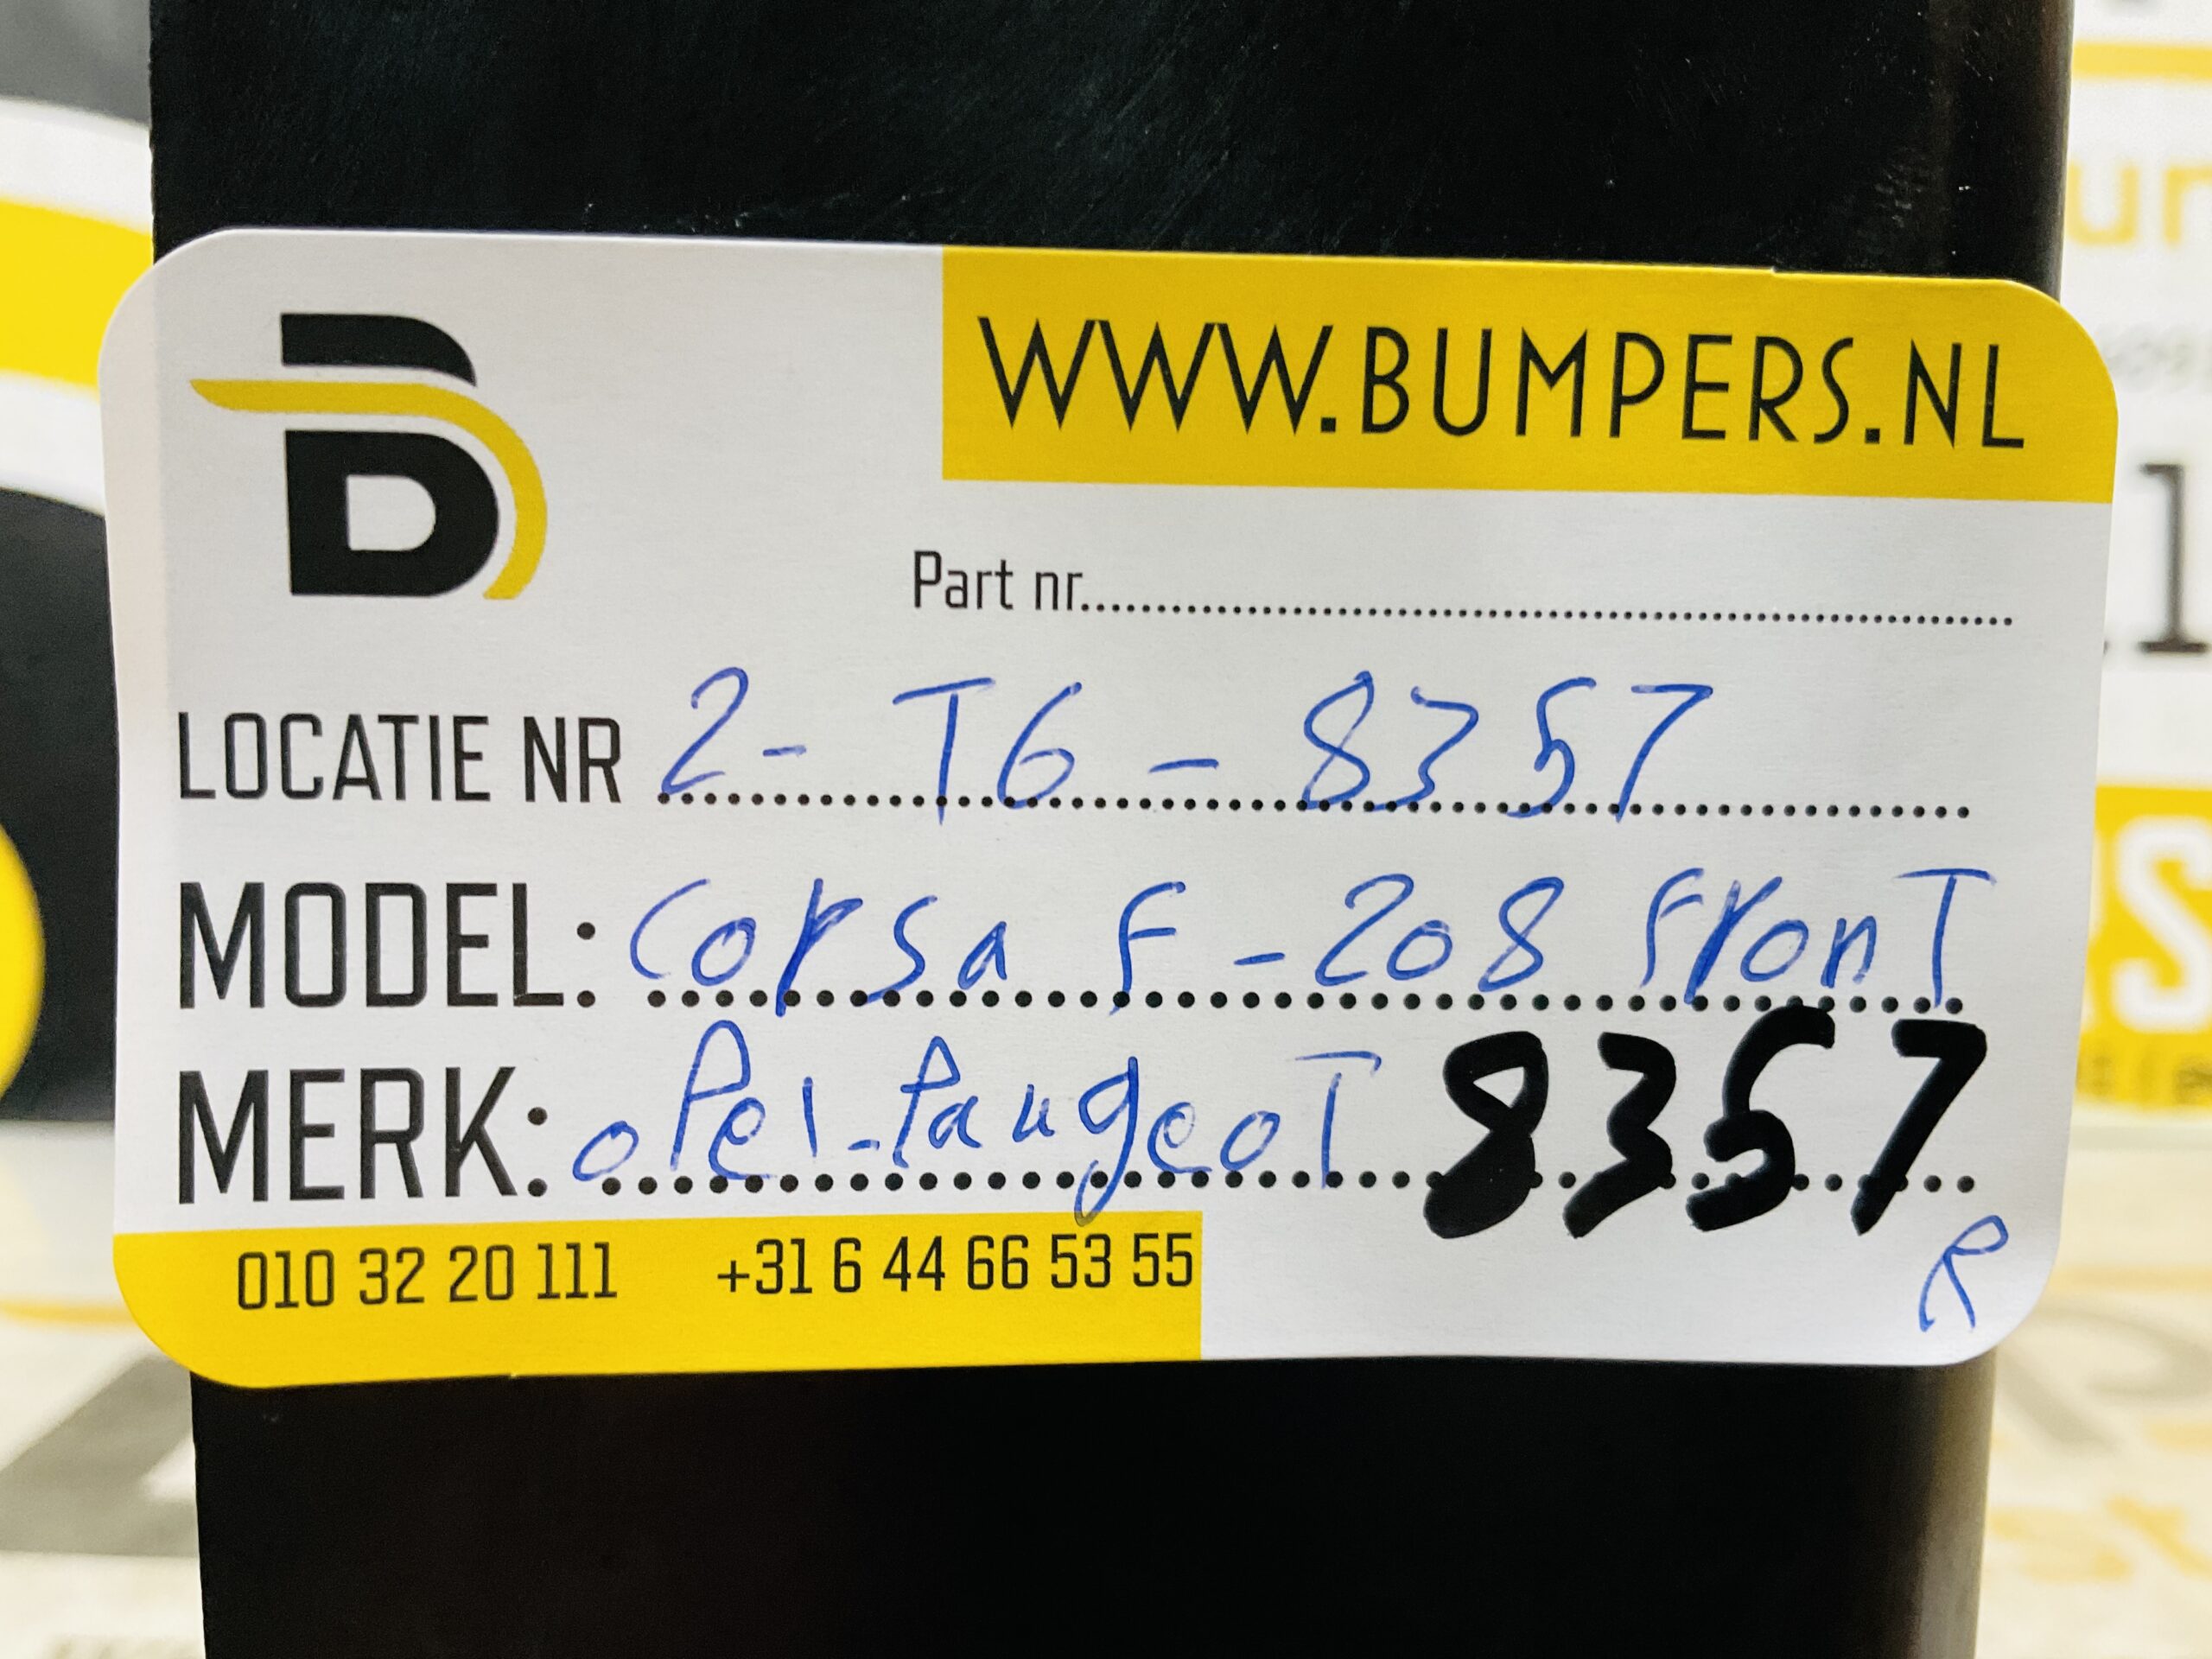 B
WWW.BUMPERS.NL
Part nr................................
LOCATIE NR 2- T6 - 8357
MODEL: Corsa F - 208 fronT
MERK: oPel-PaugeoT 8357
R
010 32 20 111 +31 6 44 66 53 55